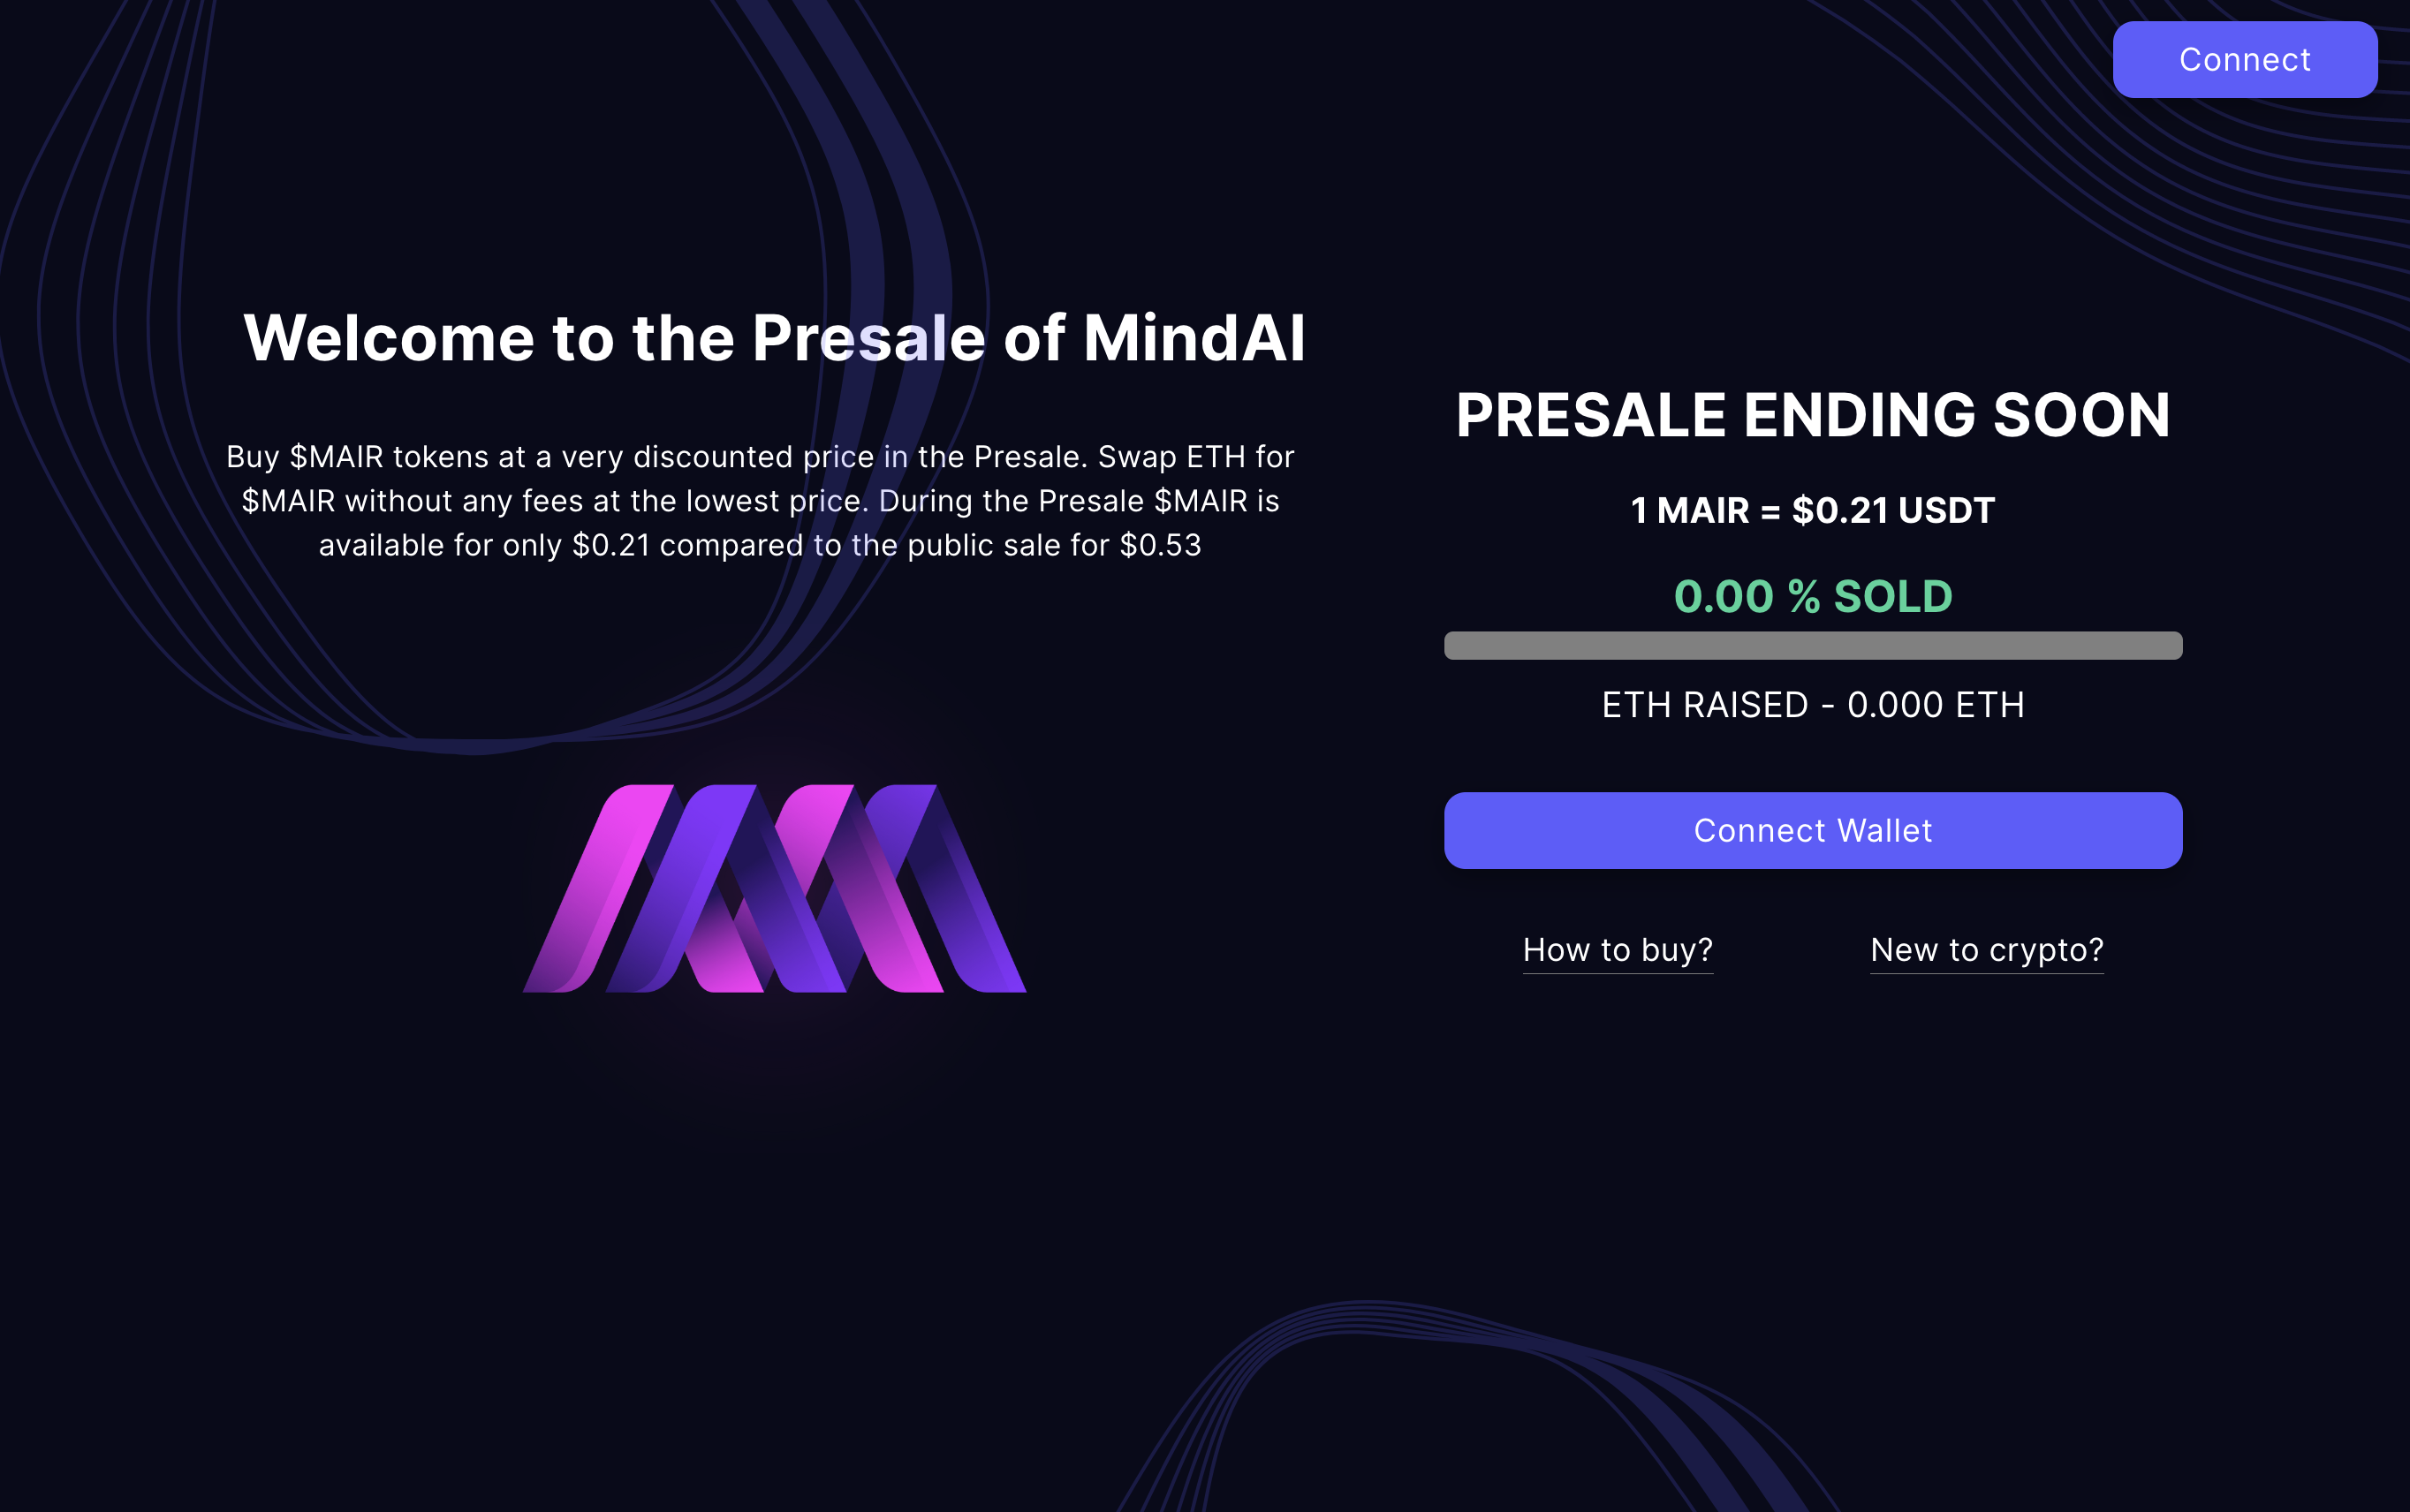 Connect
Welcome to the Presale of MindAI
Buy $MAIR tokens at a very discounted price in the Presale. Swap ETH for
$MAIR without any fees at the lowest price. During the Presale $MAIR is
available for only $0.21 compared to the public sale for $0.53
PRESALE ENDING SOON
1 MAIR = $0.21 USDT
0.00 % SOLD
ETH RAISED - 0.000 ETH
Connect Wallet
How to buy?
New to crypto?